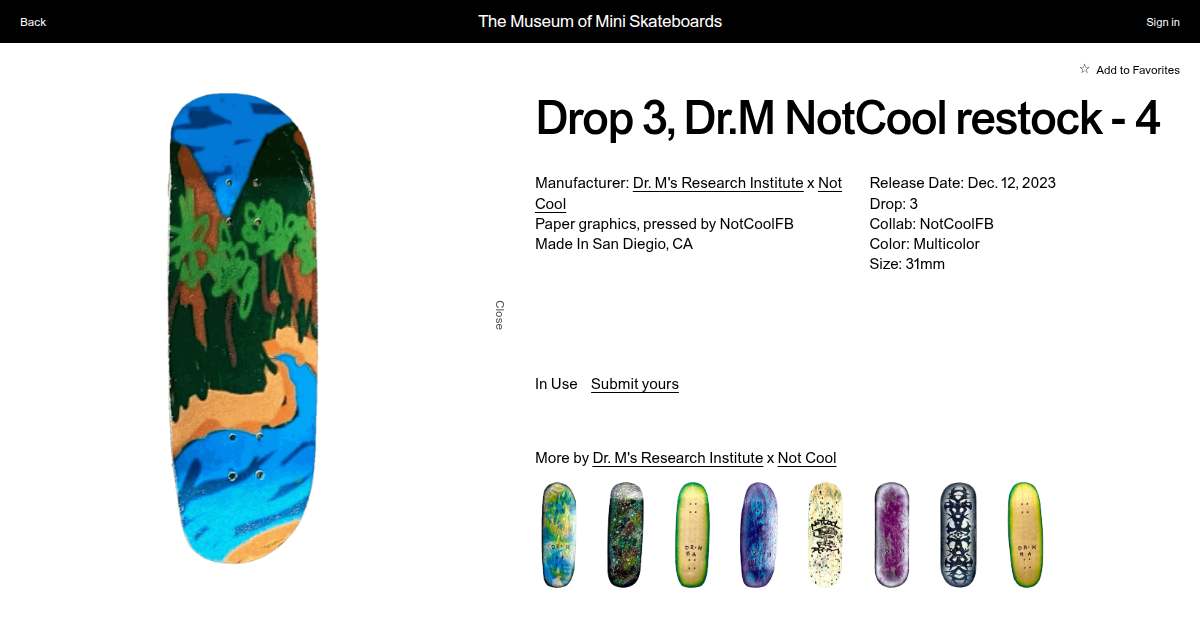 Back
The Museum of Mini Skateboards
Sign in
☆ Add to Favorites
Drop 3, Dr.M NotCool restock - 4
Manufacturer: Dr. M's Research Institute x Not
Cool
Paper graphics, pressed by NotCoolFB
Made In San Diegio, CA
Release Date: Dec. 12, 2023
Drop: 3
Collab: NotCoolFB
Color: Multicolor
Size: 31mm
Close
In Use Submit yours
More by Dr. M's Research Institute x Not Cool